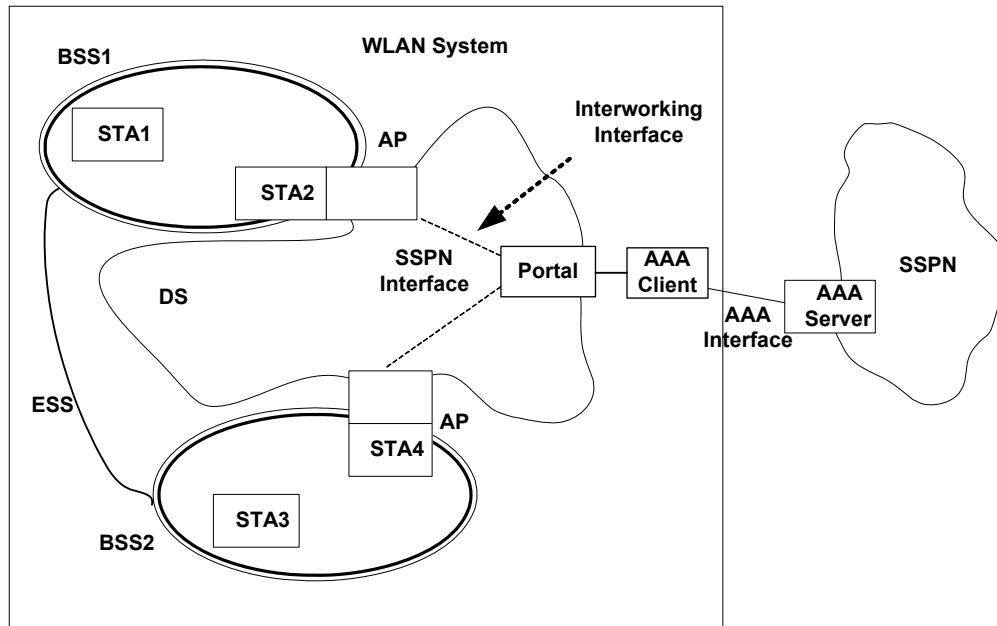 WLAN System
BSS1
Interworking
Interface
STA1
AP
STA2
SSPN
Interface
Portal
AAA
Client
SSPN
DS
AAA
Server
AAA
Interface
ESS
AP
STA4
STA3
BSS2